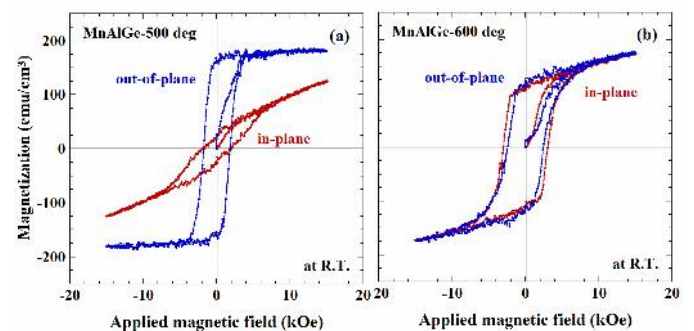 MnAlGe-500 deg
(a)
out-of-plane
in-plane
at R.T.
200
100
0
-100
-200
Magnetization (emu/cm³)
-20
-10
0
10
20
Applied magnetic field (kOe)
MnAlGe-600 deg
(b)
out-of-plane
in-plane
at R.T.
-10
0
10
20
Applied magnetic field (kOe)